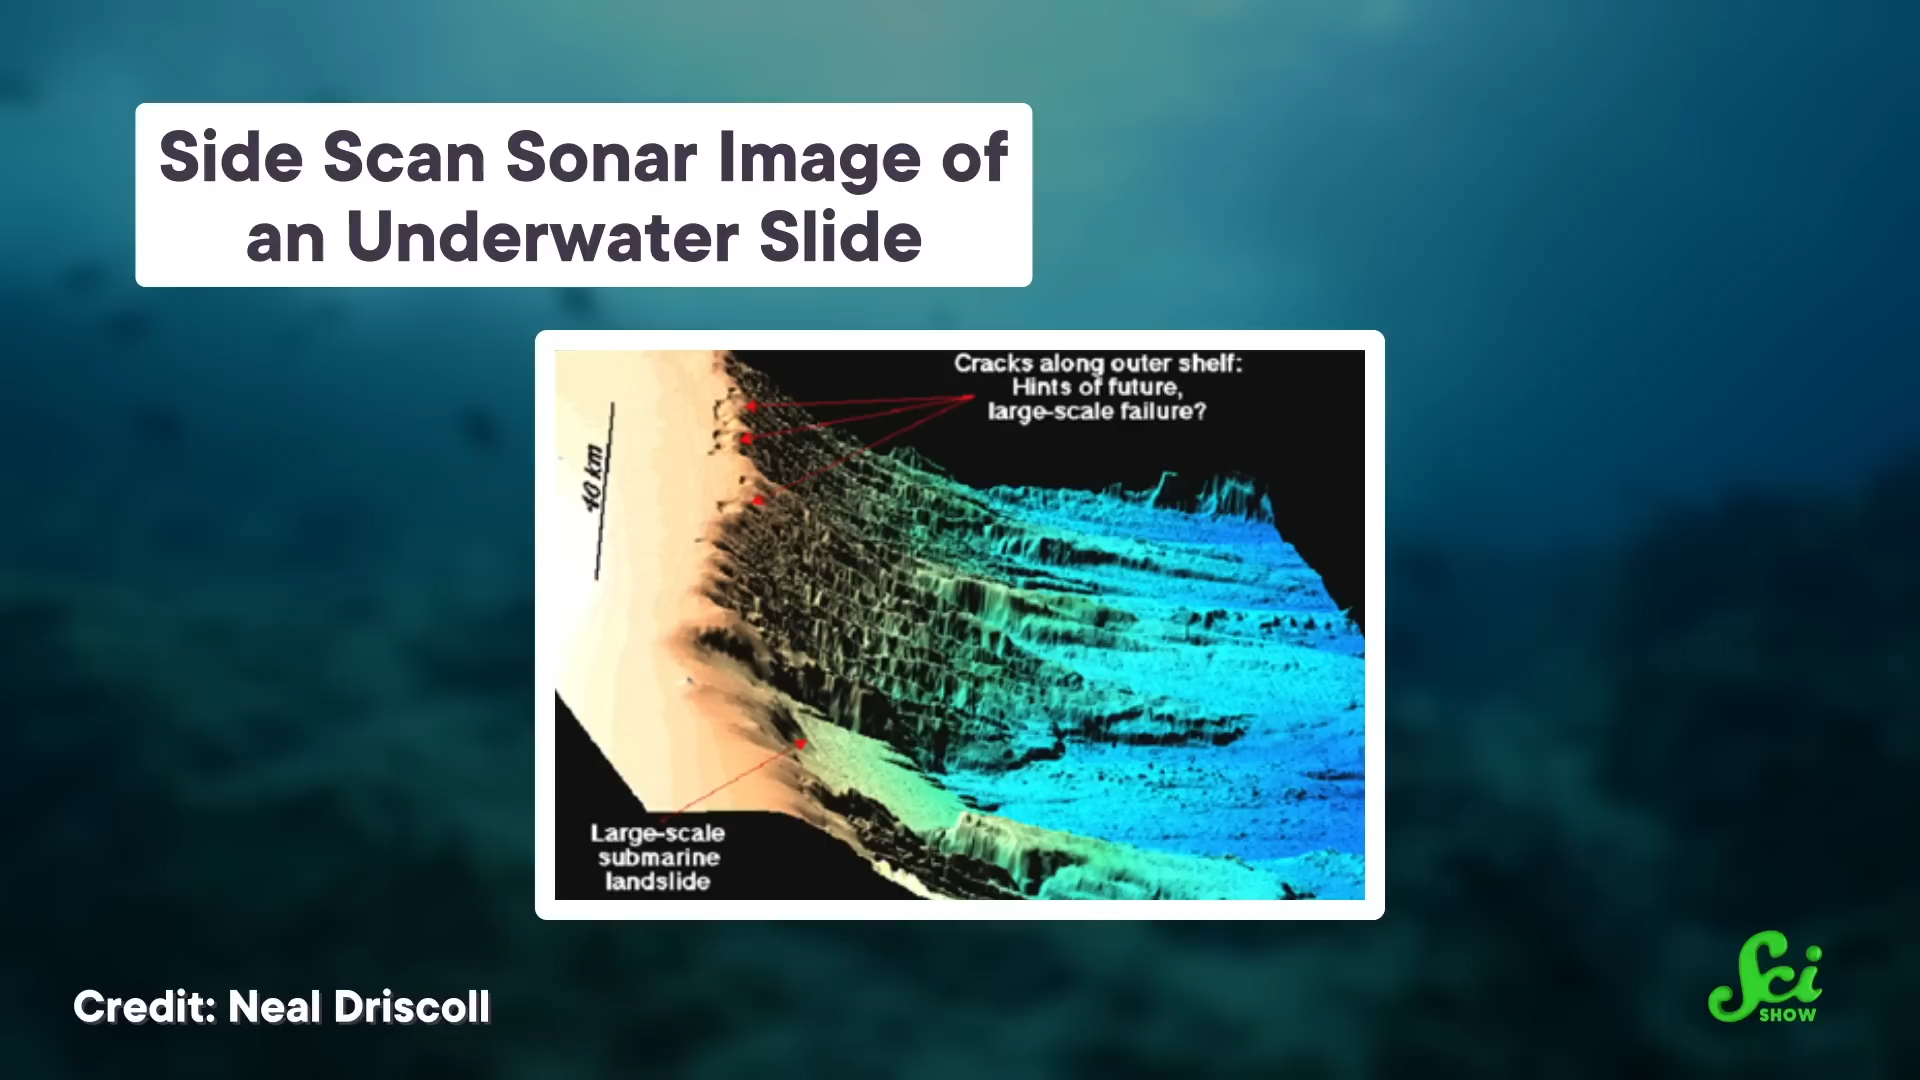 Side Scan Sonar Image of
an Underwater Slide
Cracks along outer shelf:
Hints of future,
large-scale failure?
40 km
Large-scale
submarine
landslide
Credit: Neal Driscoll
Sci
SHOW